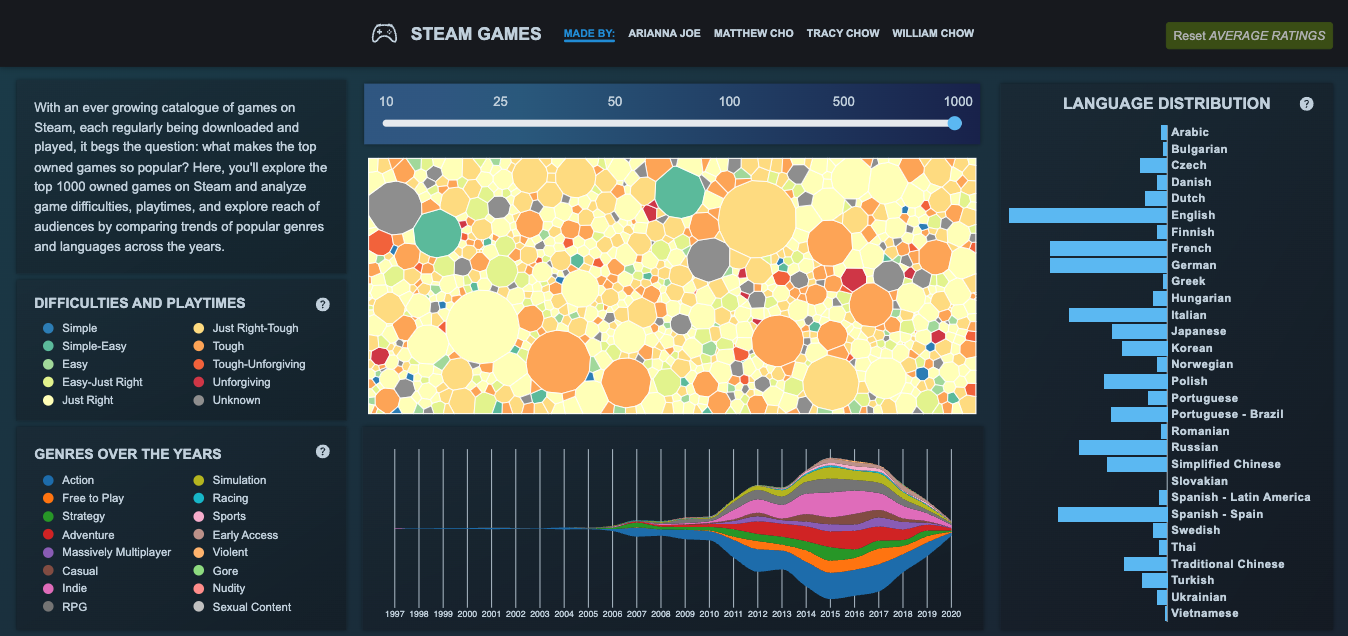 STEAM GAMES
MADE BY: ARIANNA JOE MATTHEW CHO TRACY CHOW WILLIAM CHOW
Reset AVERAGE RATINGS
With an ever growing catalogue of games on
Steam, each regularly being downloaded and
played, it begs the question: what makes the top
owned games so popular? Here, you'll explore the
top 1000 owned games on Steam and analyze
game difficulties, playtimes, and explore reach of
audiences by comparing trends of popular genres
and languages across the years.
DIFFICULTIES AND PLAYTIMES ?
Simple
Simple-Easy
Easy
Easy-Just Right
Just Right
Just Right-Tough
Tough
Tough-Unforgiving
Unforgiving
Unknown
GENRES OVER THE YEARS ?
Action
Free to Play
Strategy
Adventure
Massively Multiplayer
Casual
Indie
RPG
Simulation
Racing
Sports
Early Access
Violent
Gore
Nudity
Sexual Content
10 25 50 100 500 1000
1997 1998 1999 2000 2001 2002 2003 2004 2005 2006 2007 2008 2009 2010 2011 2012 2013 2014 2015 2016 2017 2018 2019 2020
LANGUAGE DISTRIBUTION ?
Arabic
Bulgarian
Czech
Danish
Dutch
English
Finnish
French
German
Greek
Hungarian
Italian
Japanese
Korean
Norwegian
Polish
Portuguese
Portuguese - Brazil
Romanian
Russian
Simplified Chinese
Slovakian
Spanish - Latin America
Spanish - Spain
Swedish
Thai
Traditional Chinese
Turkish
Ukrainian
Vietnamese